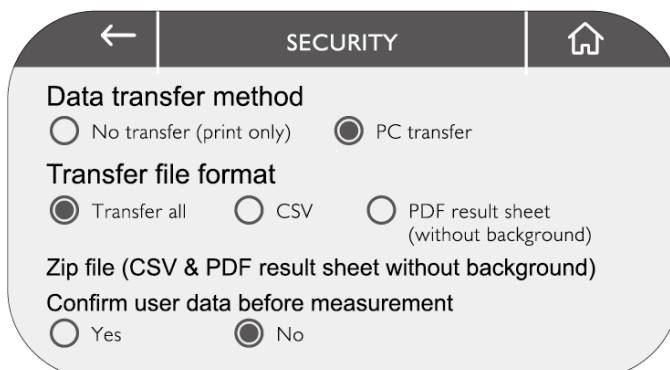 SECURITY
Data transfer method
No transfer (print only) PC transfer
Transfer file format
Transfer all CSV PDF result sheet
(without background)
Zip file (CSV & PDF result sheet without background)
Confirm user data before measurement
Yes No